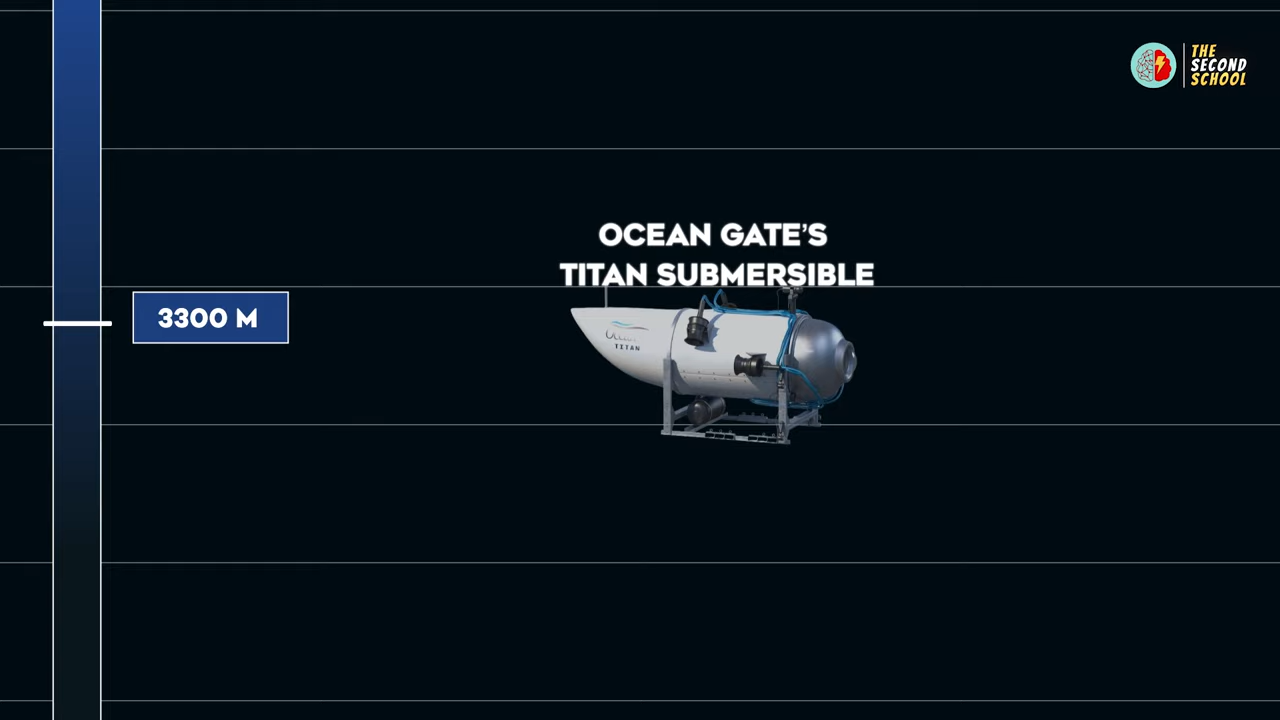 THE
SECOND
SCHOOL
OCEAN GATE'S
TITAN SUBMERSIBLE
3300 M
TITAN